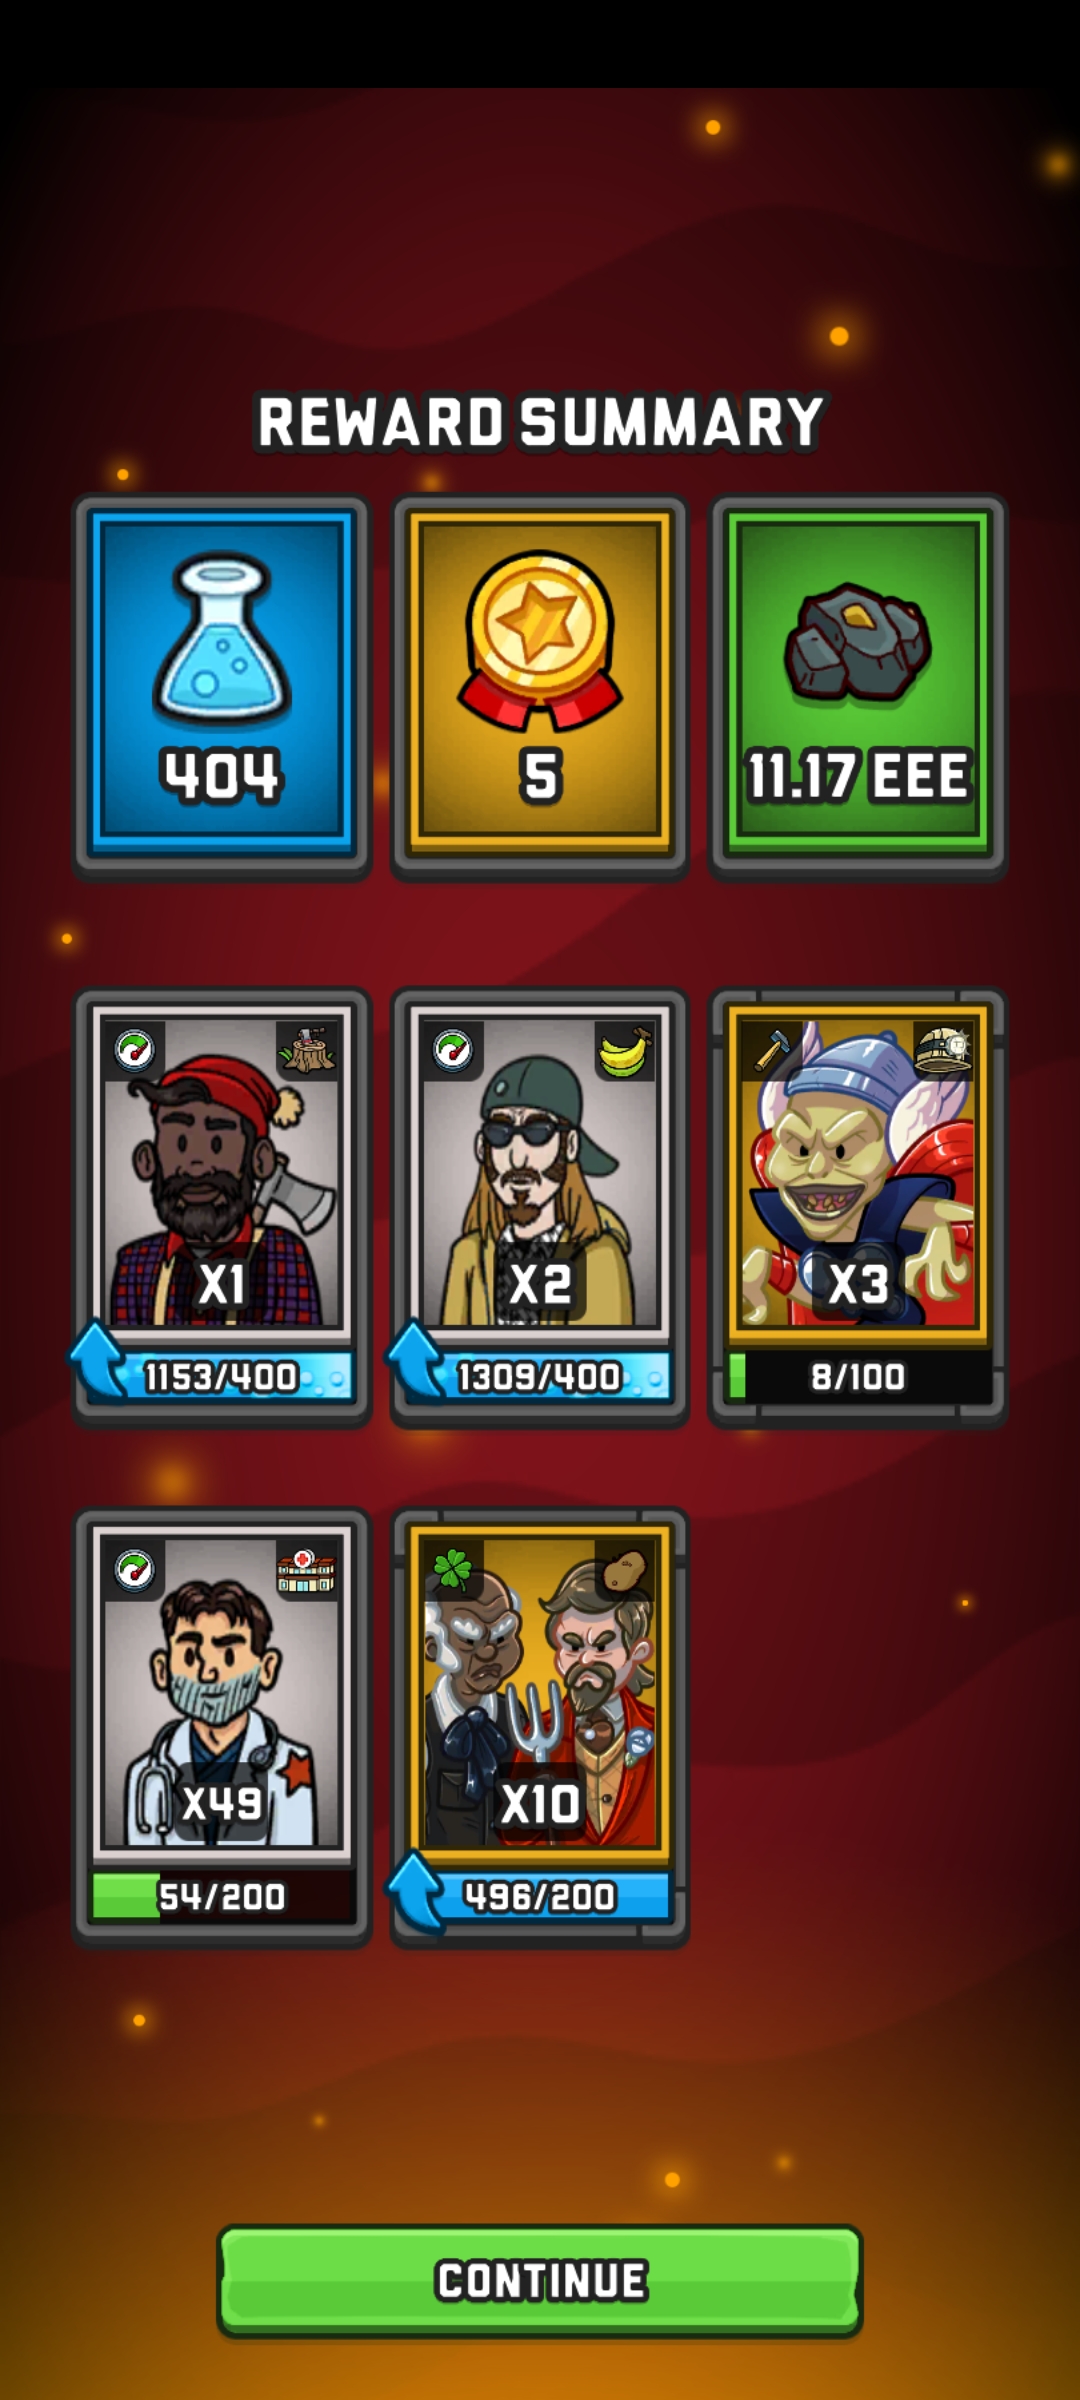 REWARD SUMMARY
404
5
11.17 EEE
X1
X2
X3
1153/400
1309/400
8/100
X49
X10
54/200
496/200
CONTINUE